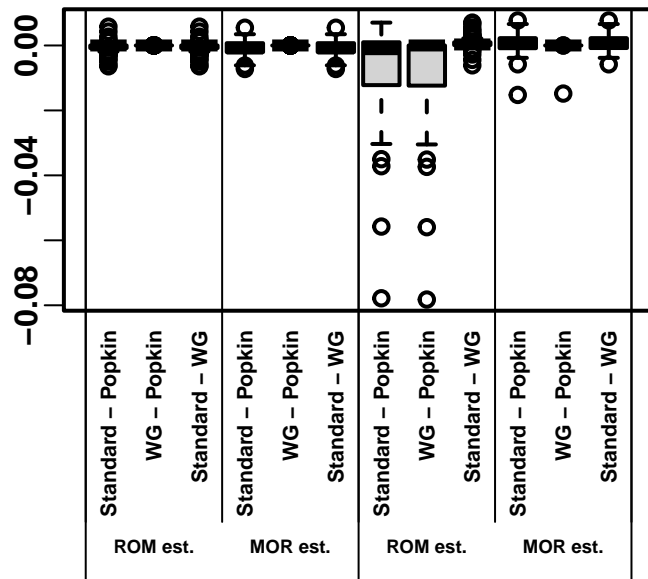 0.00
−0.04
−0.08
Standard − Popkin
WG − Popkin
Standard − WG
Standard − Popkin
WG − Popkin
Standard − WG
Standard − Popkin
WG − Popkin
Standard − WG
Standard − Popkin
WG − Popkin
Standard − WG
ROM est.
MOR est.
ROM est.
MOR est.